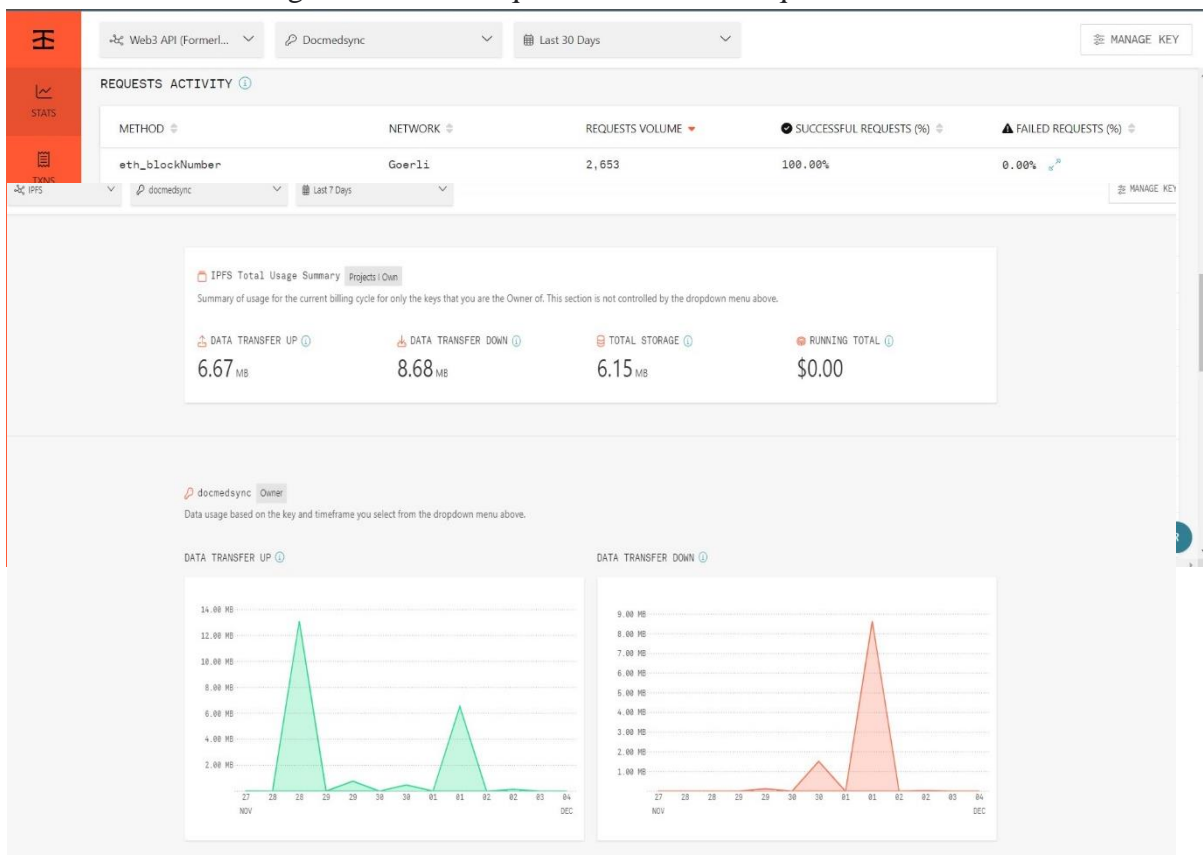 Web3 API (Formerl... Docmedsync Last 30 Days MANAGE KEY
REQUESTS ACTIVITY
STATS
METHOD NETWORK REQUESTS VOLUME SUCCESSFUL REQUESTS (%) FAILED REQUESTS (%)
eth_blockNumber Goerli 2,653 100.00% 0.00%
IPFS docmedsync Last 7 Days MANAGE KEY
IPFS Total Usage Summary Projects I Own
Summary of usage for the current billing cycle for only the keys that you are the Owner of. This section is not controlled by the dropdown menu above.
DATA TRANSFER UP DATA TRANSFER DOWN TOTAL STORAGE RUNNING TOTAL
6.67 MB 8.68 MB 6.15 MB $0.00
docmedsync Owner
Data usage based on the key and timeframe you select from the dropdown menu above.
DATA TRANSFER UP
14.00 MB
12.00 MB
10.00 MB
8.00 MB
6.00 MB
4.00 MB
2.00 MB
27 28 28 29 29 30 30 01 01 02 02 03 04
NOV DEC
DATA TRANSFER DOWN
9.00 MB
8.00 MB
7.00 MB
6.00 MB
5.00 MB
4.00 MB
3.00 MB
2.00 MB
1.00 MB
27 28 28 29 29 30 30 01 01 02 02 03 04
NOV DEC